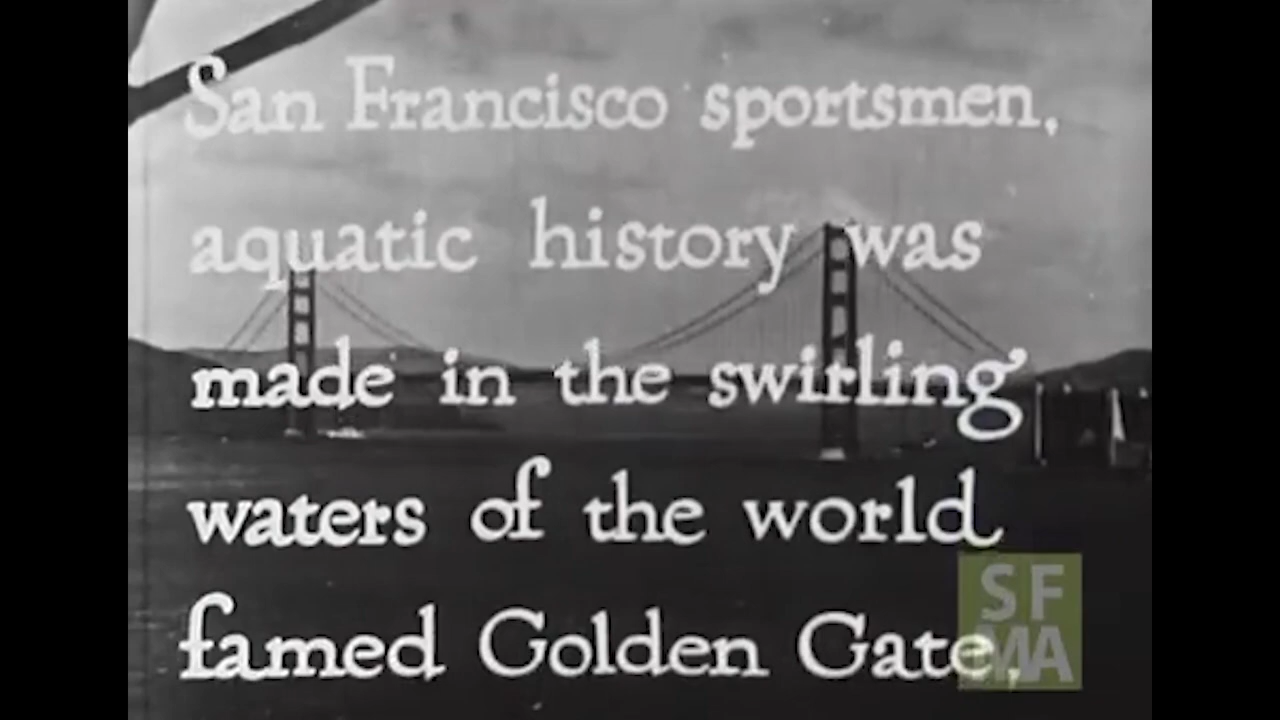 San Francisco sportsmen,
aquatic history was
made in the swirling
waters of the world
famed Golden Gate,
SF
MA